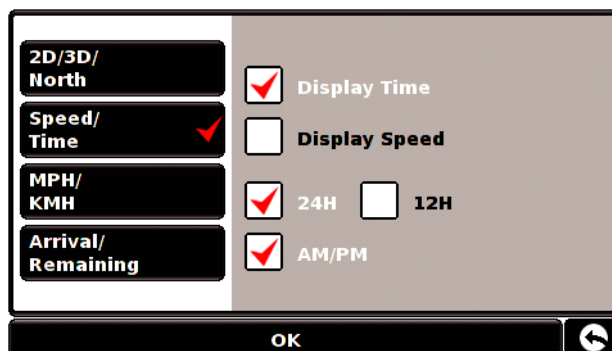 2D/3D/
North
Speed/
Time
MPH/
KMH
Arrival/
Remaining
Display Time
Display Speed
24H 12H
AM/PM
OK